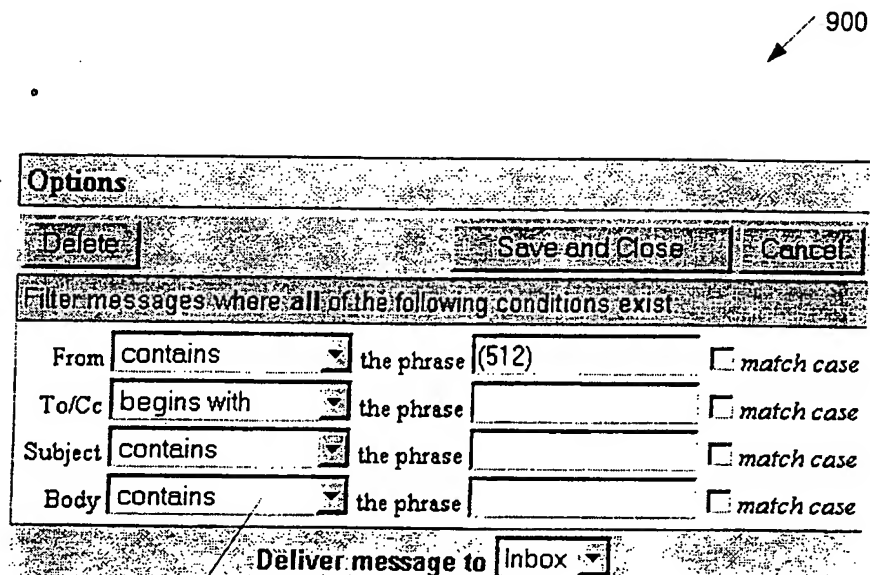 900
Options
Delete Save and Close Cancel
Filter messages where all of the following conditions exist
From contains the phrase (512) match case
To/Cc begins with the phrase match case
Subject contains the phrase match case
Body contains the phrase match case
Deliver message to Inbox